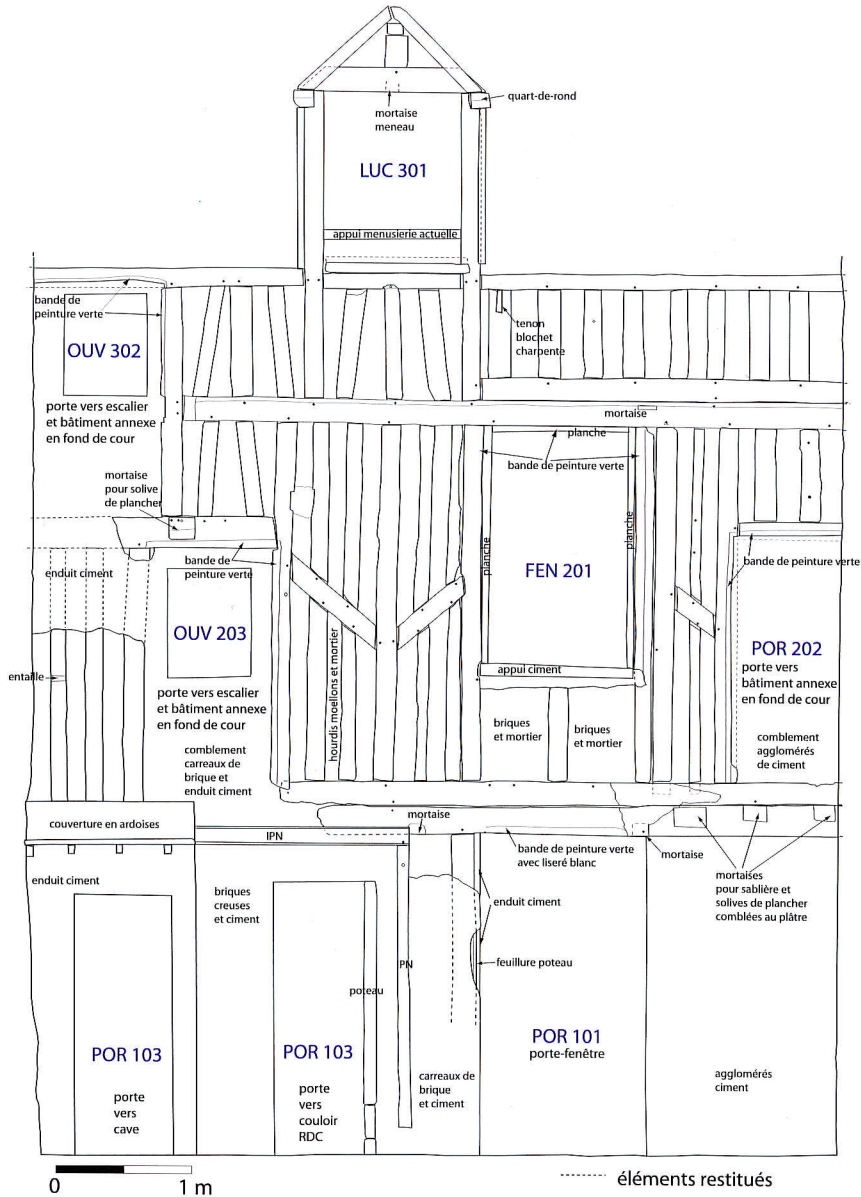 quart-de-rond
mortaise
meneau
LUC 301
appui menuiserie actuelle
bande de
peinture verte
OUV 302
tenon
blochet
charpente
porte vers escalier
et bâtiment annexe
en fond de cour
mortaise
planche
bande de peinture verte
mortaise
pour solive
de plancher
enduit ciment
bande de
peinture verte
planche
planche
bande de peinture verte
FEN 201
OUV 203
POR 202
porte vers
bâtiment annexe
en fond de cour
entaille
appui ciment
porte vers escalier
et bâtiment annexe
en fond de cour
hourdis moellons et mortier
briques
et mortier
briques
et mortier
comblement
carreaux de
brique et
enduit ciment
comblement
agglomérés
de ciment
couverture en ardoises
IPN
mortaise
bande de peinture verte
avec liseré blanc
mortaise
mortaises
pour sablière et
solives de plancher
comblées au plâtre
enduit ciment
briques
creuses
et ciment
enduit ciment
IPN
feuillure poteau
poteau
POR 103
POR 103
POR 101
porte-fenêtre
carreaux de
brique
et ciment
agglomérés
ciment
porte
vers
cave
porte
vers
couloir
RDC
0 1 m
éléments restitués